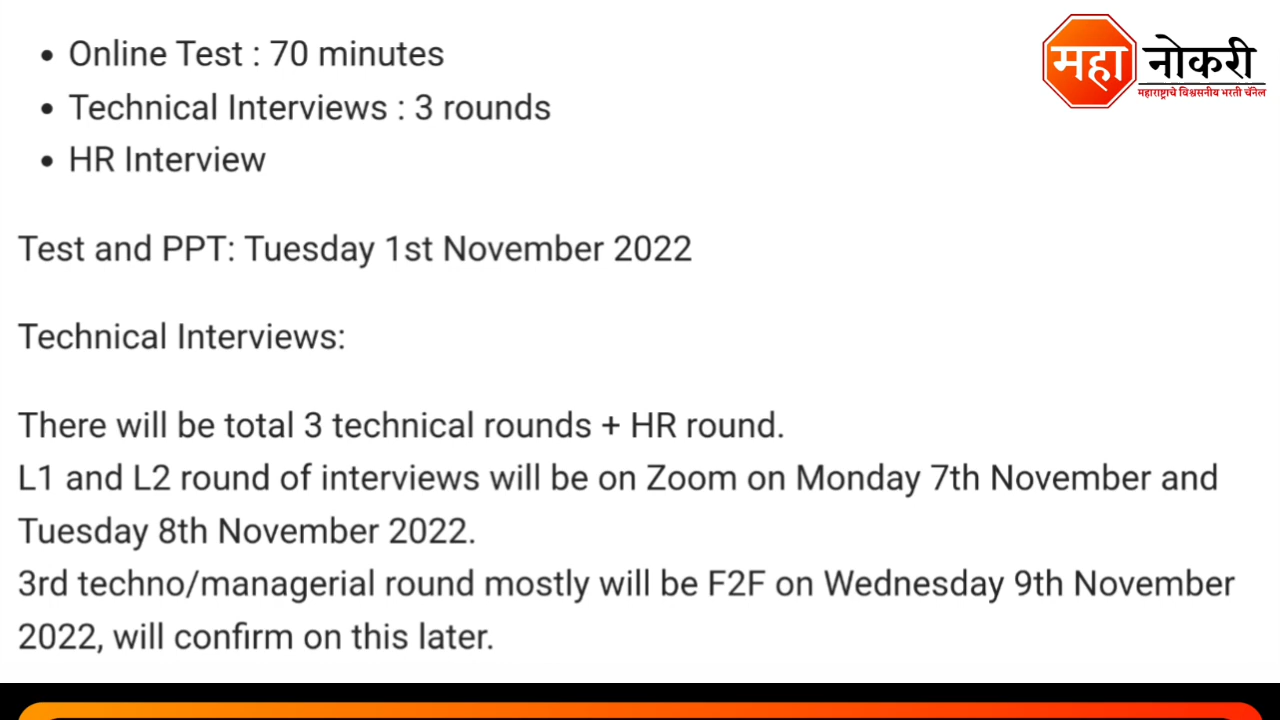 महा नोकरी
महाराष्ट्राचे विश्वसनीय भरती चॅनेल
Online Test : 70 minutes
Technical Interviews : 3 rounds
HR Interview
Test and PPT: Tuesday 1st November 2022
Technical Interviews:
There will be total 3 technical rounds + HR round.
L1 and L2 round of interviews will be on Zoom on Monday 7th November and
Tuesday 8th November 2022.
3rd techno/managerial round mostly will be F2F on Wednesday 9th November
2022, will confirm on this later.